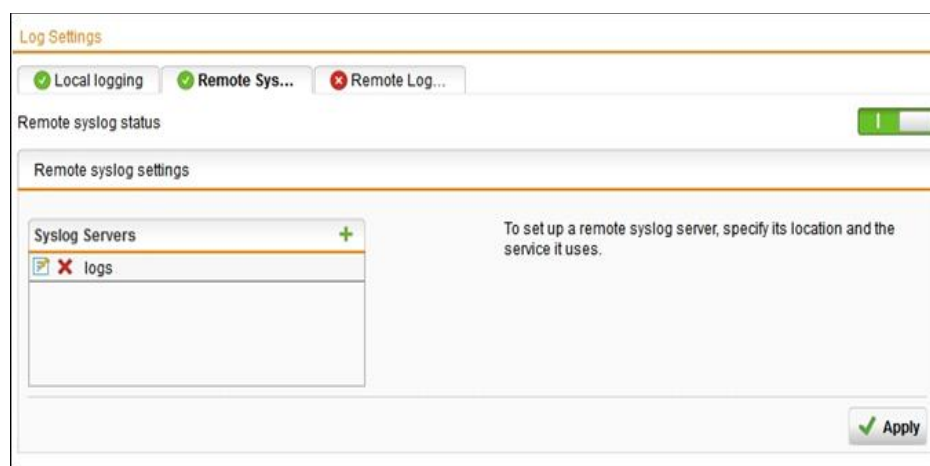 Log Settings
Local logging
Remote Sys...
Remote Log...
Remote syslog status
Remote syslog settings
Syslog Servers
To set up a remote syslog server, specify its location and the
service it uses.
logs
Apply